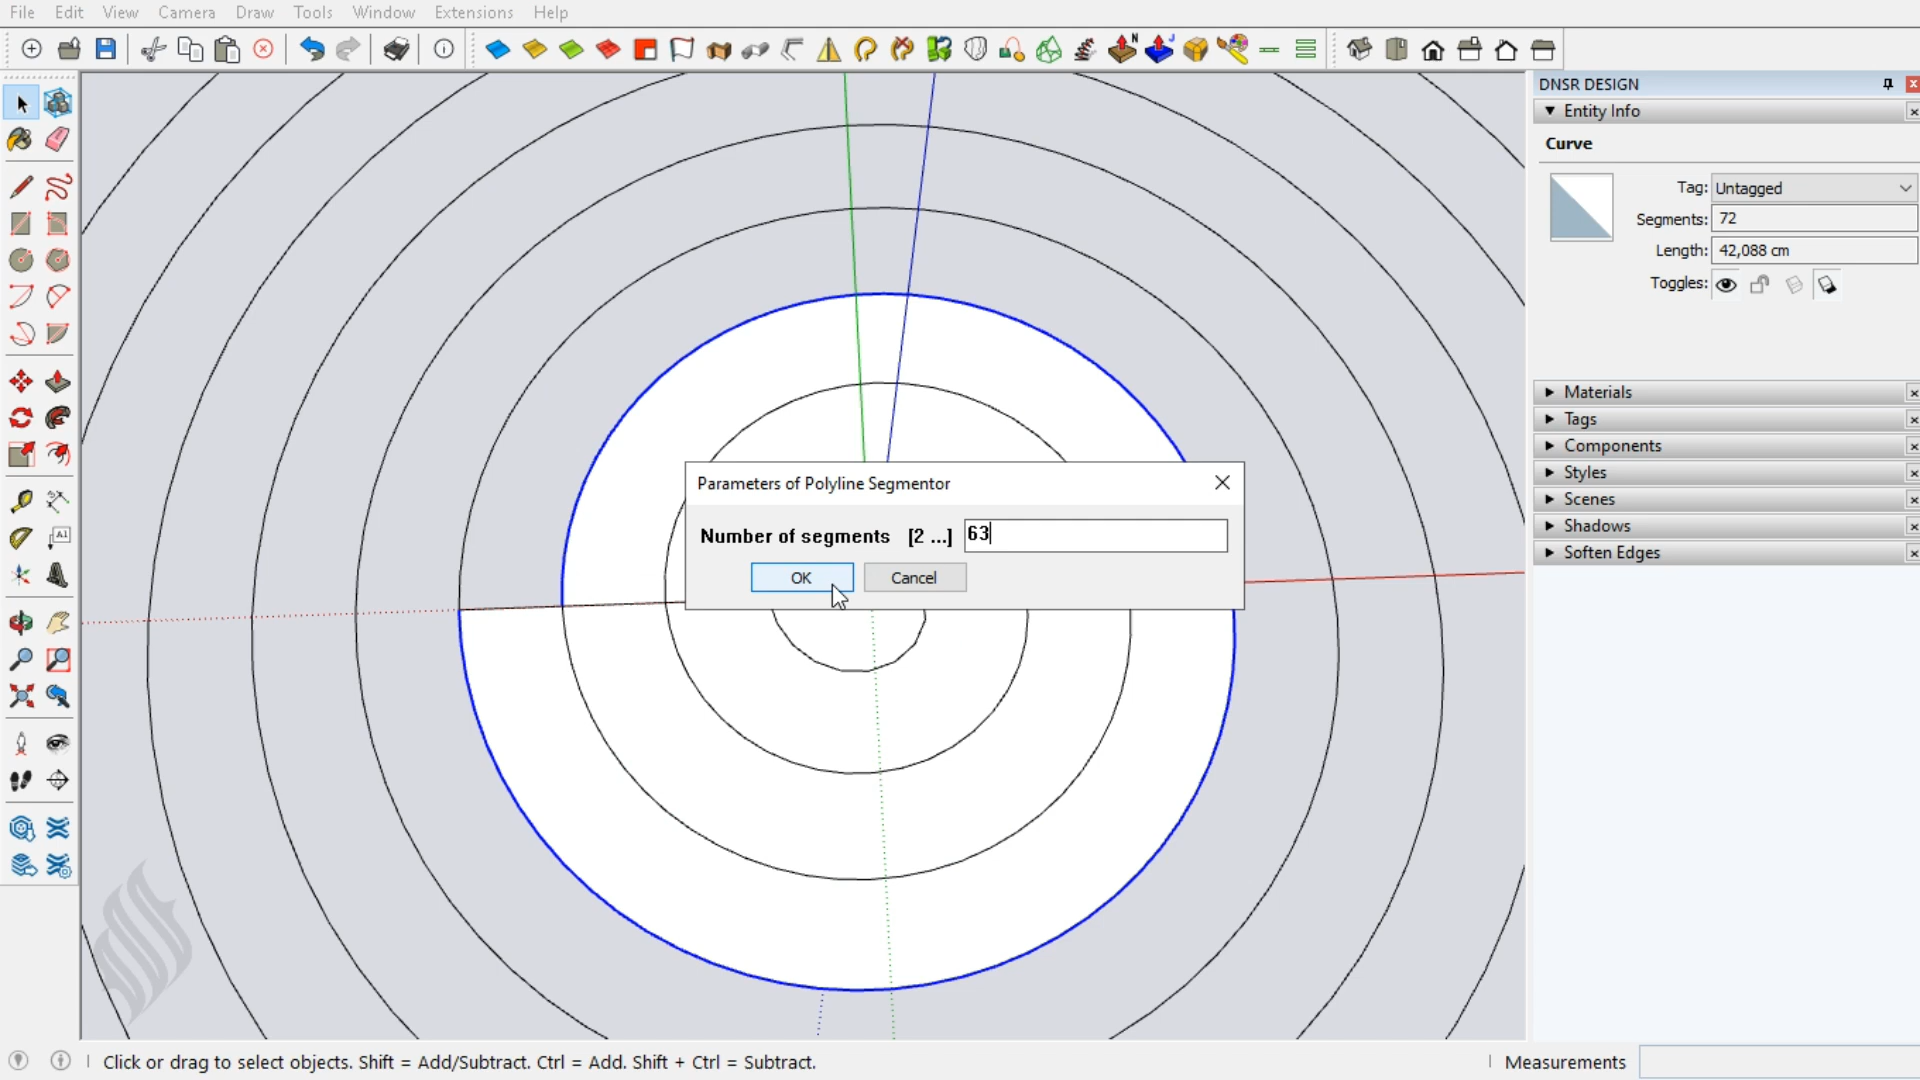 File Edit View Camera Draw Tools Window Extensions Help
N J
A1
DNSR DESIGN
Entity Info
Curve
Tag: Untagged
Segments: 72
Length: 42,088 cm
Toggles:
Materials
Tags
Components
Styles
Scenes
Shadows
Soften Edges
Parameters of Polyline Segmentor
Number of segments [2 ...] 63
OK Cancel
Click or drag to select objects. Shift = Add/Subtract. Ctrl = Add. Shift + Ctrl = Subtract.
Measurements